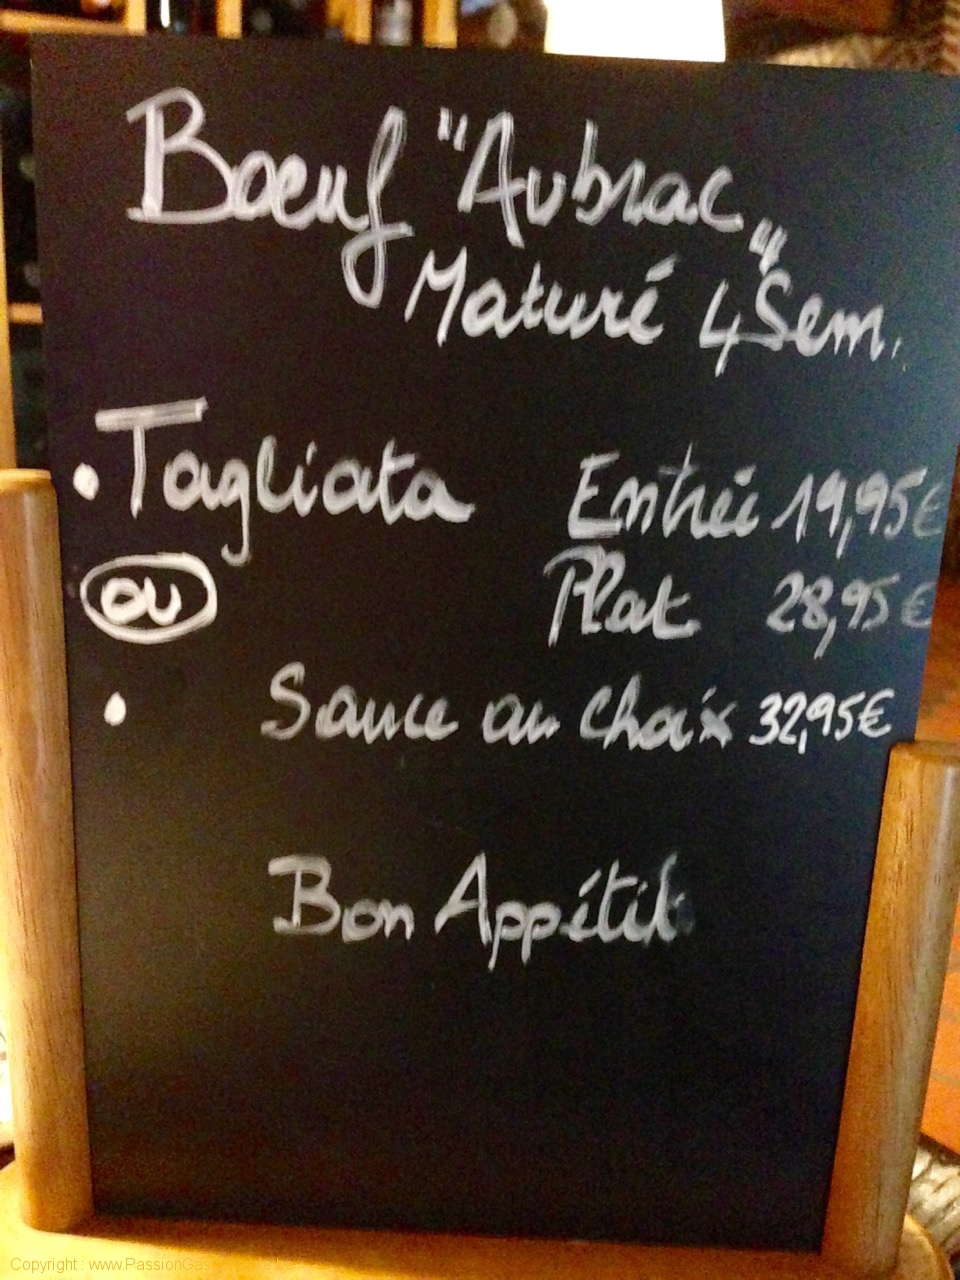 Bœuf "Aubrac"
Maturé 4 Sem.
• Tagliata Entrée 19,95€
ou Plat 28,95€
• Sauce au choix 32,95€
Bon Appétit
Copyright : www.PassionGas